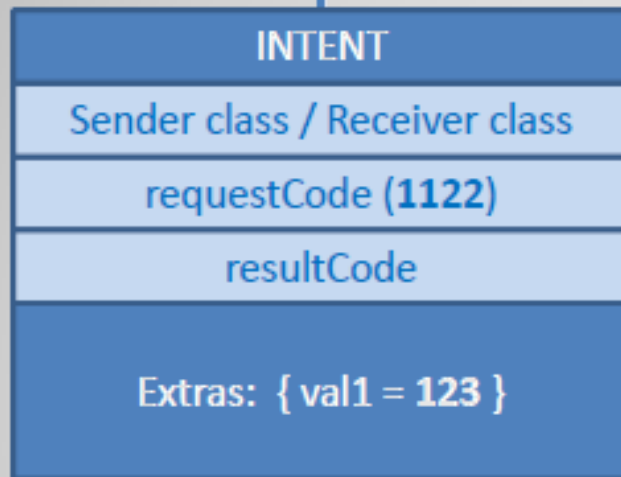 INTENT
Sender class / Receiver class
requestCode (1122)
resultCode
Extras: { val1 = 123 }